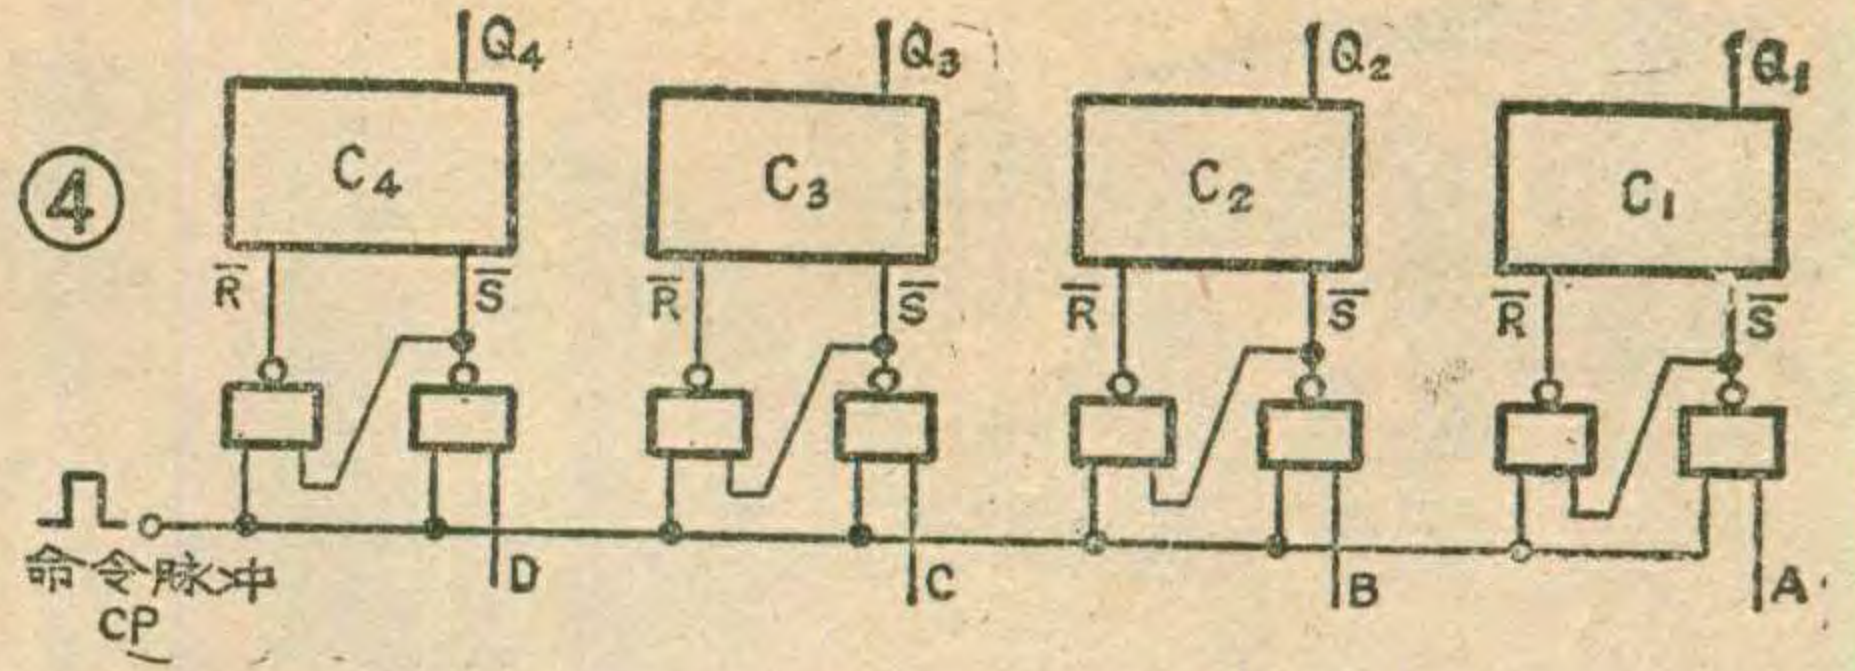 Q₄ Q₃ Q₂ Q₁
④ C₄ C₃ C₂ C₁
R̅ S̅ R̅ S̅ R̅ S̅ R̅ S̅
D C B A
命令脉冲
CP